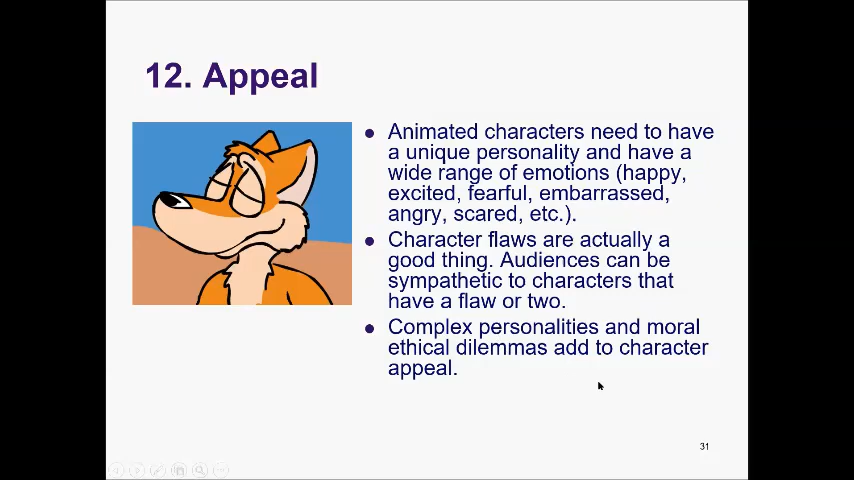 12. Appeal
Animated characters need to have
a unique personality and have a
wide range of emotions (happy,
excited, fearful, embarrassed,
angry, scared, etc.).
Character flaws are actually a
good thing. Audiences can be
sympathetic to characters that
have a flaw or two.
Complex personalities and moral
ethical dilemmas add to character
appeal.
31